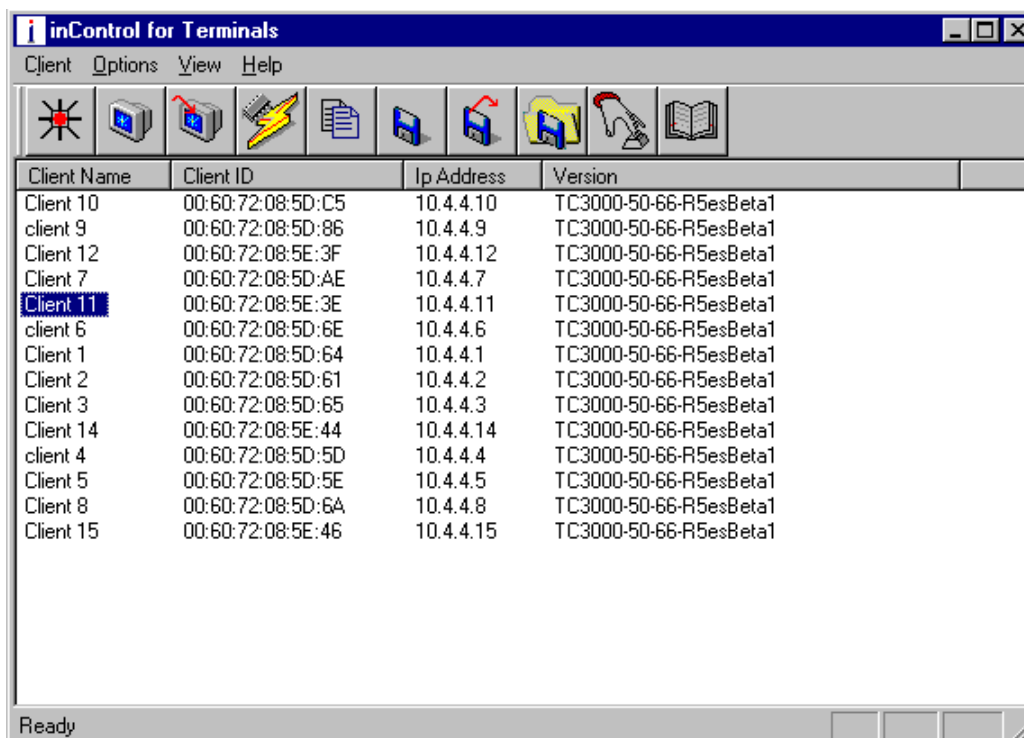 inControl for Terminals
Client Options View Help
Client Name Client ID Ip Address Version
Client 10 00:60:72:08:5D:C5 10.4.4.10 TC3000-50-66-R5esBeta1
client 9 00:60:72:08:5D:86 10.4.4.9 TC3000-50-66-R5esBeta1
Client 12 00:60:72:08:5E:3F 10.4.4.12 TC3000-50-66-R5esBeta1
Client 7 00:60:72:08:5D:AE 10.4.4.7 TC3000-50-66-R5esBeta1
Client 11 00:60:72:08:5E:3E 10.4.4.11 TC3000-50-66-R5esBeta1
client 6 00:60:72:08:5D:6E 10.4.4.6 TC3000-50-66-R5esBeta1
Client 1 00:60:72:08:5D:64 10.4.4.1 TC3000-50-66-R5esBeta1
Client 2 00:60:72:08:5D:61 10.4.4.2 TC3000-50-66-R5esBeta1
Client 3 00:60:72:08:5D:65 10.4.4.3 TC3000-50-66-R5esBeta1
Client 14 00:60:72:08:5E:44 10.4.4.14 TC3000-50-66-R5esBeta1
client 4 00:60:72:08:5D:5D 10.4.4.4 TC3000-50-66-R5esBeta1
Client 5 00:60:72:08:5D:5E 10.4.4.5 TC3000-50-66-R5esBeta1
Client 8 00:60:72:08:5D:6A 10.4.4.8 TC3000-50-66-R5esBeta1
Client 15 00:60:72:08:5E:46 10.4.4.15 TC3000-50-66-R5esBeta1
Ready